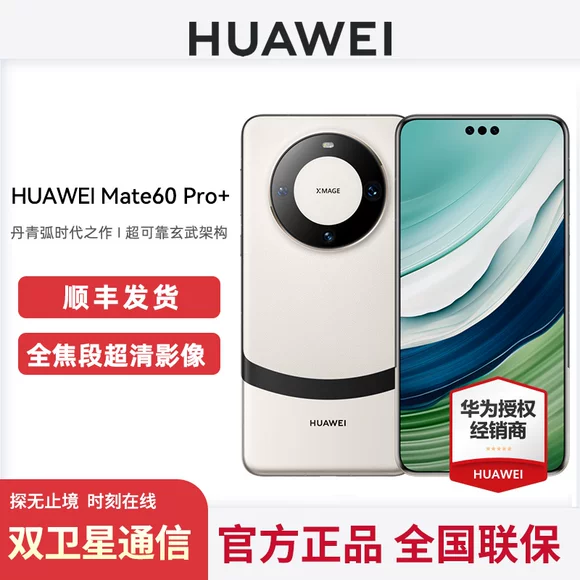 HUAWEI
HUAWEI Mate60 Pro+
丹青弧时代之作 | 超可靠玄武架构
顺丰发货
全焦段超清影像
XMAGE
HUAWEI
华为授权
经销商
HUAWEI
探无止境 时刻在线
双卫星通信
官方正品 全国联保